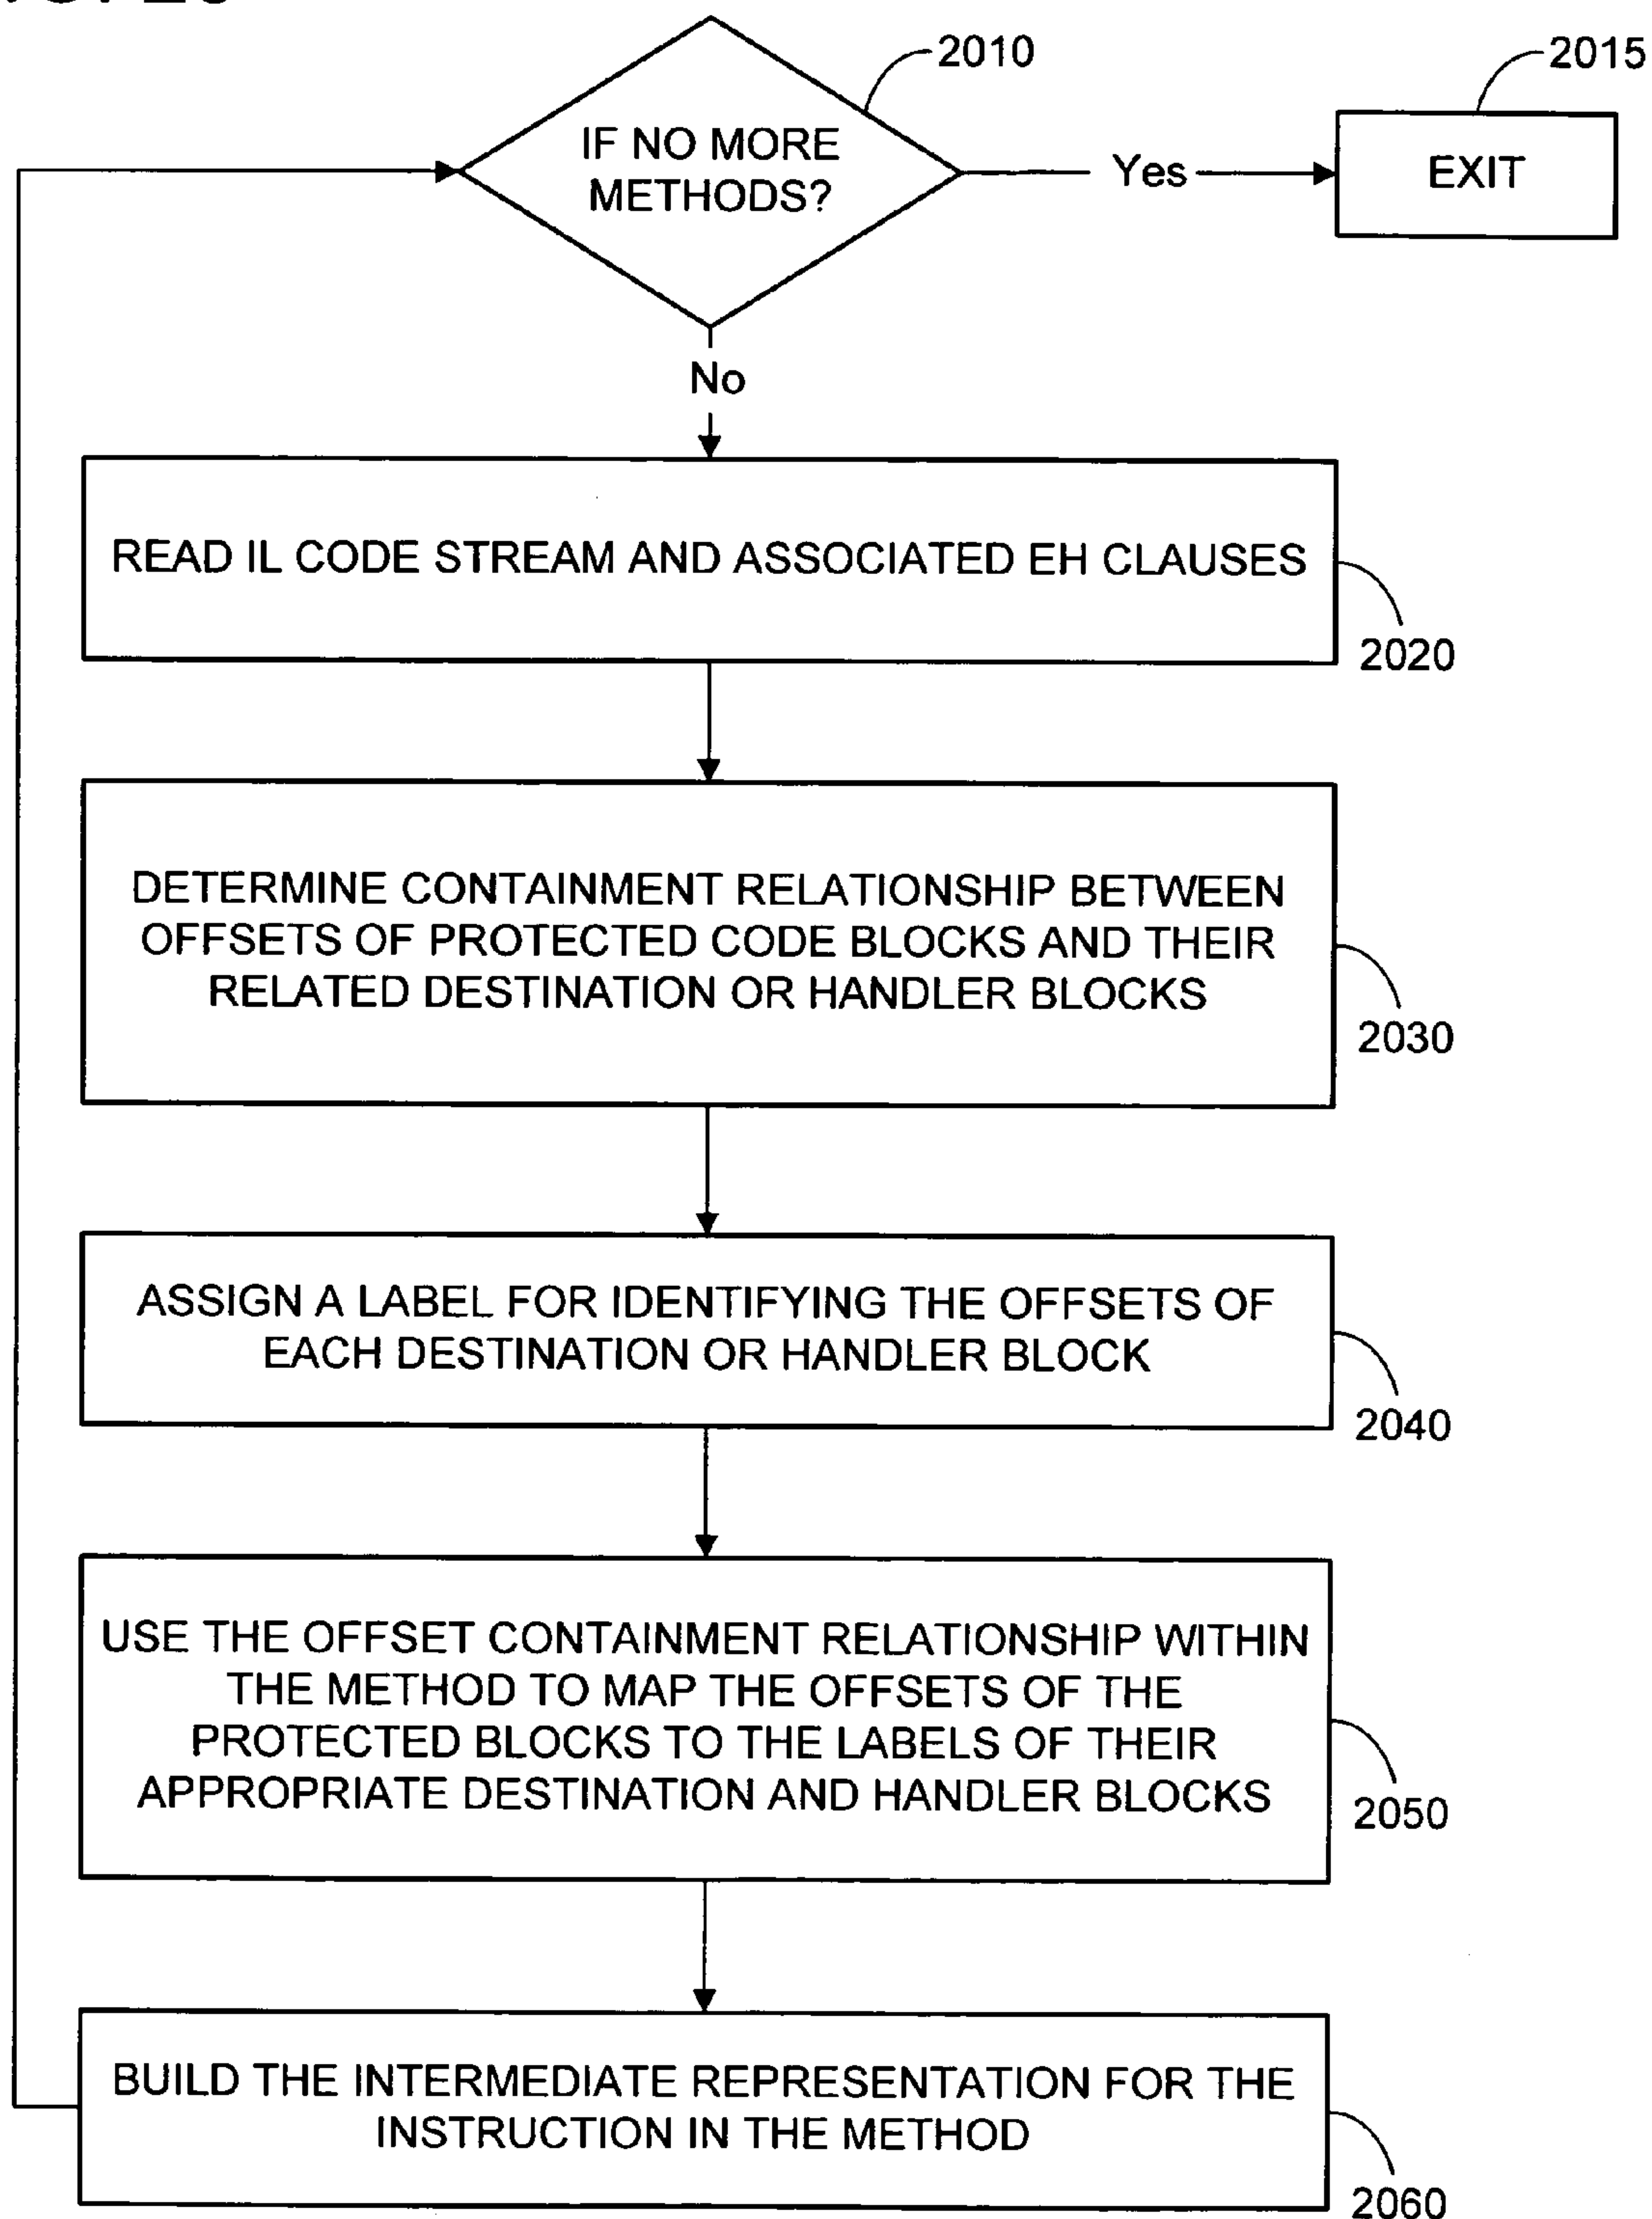 2010
2015
IF NO MORE
METHODS?
Yes
EXIT
No
READ IL CODE STREAM AND ASSOCIATED EH CLAUSES
2020
DETERMINE CONTAINMENT RELATIONSHIP BETWEEN
OFFSETS OF PROTECTED CODE BLOCKS AND THEIR
RELATED DESTINATION OR HANDLER BLOCKS
2030
ASSIGN A LABEL FOR IDENTIFYING THE OFFSETS OF
EACH DESTINATION OR HANDLER BLOCK
2040
USE THE OFFSET CONTAINMENT RELATIONSHIP WITHIN
THE METHOD TO MAP THE OFFSETS OF THE
PROTECTED BLOCKS TO THE LABELS OF THEIR
APPROPRIATE DESTINATION AND HANDLER BLOCKS
2050
BUILD THE INTERMEDIATE REPRESENTATION FOR THE
INSTRUCTION IN THE METHOD
2060